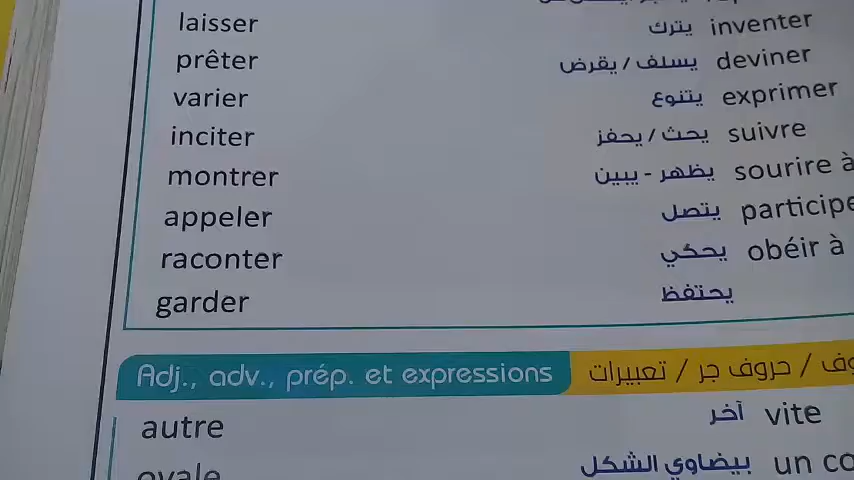 laisser يترك inventer
prêter يسلف / يقرض deviner
varier يتنوع exprimer
inciter يحث / يحفز suivre
montrer يظهر - يبين sourire à
appeler يتصل
raconter يحكي obéir à
garder يحتفظ
Adj., adv., prép. et expressions / حروف جر / تعبيرات
autre آخر vite
ovale بيضاوي الشكل un